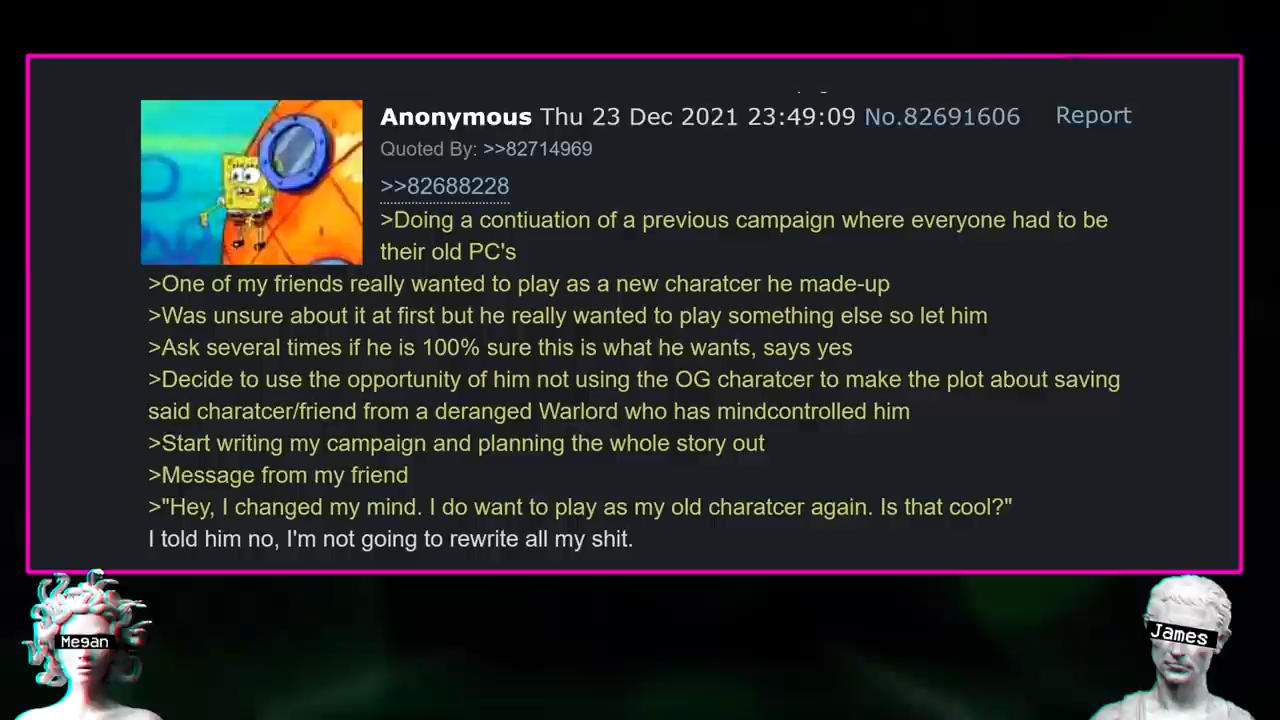 Anonymous Thu 23 Dec 2021 23:49:09 No.82691606 Report
Quoted By: >>82714969
>>82688228
>Doing a contiuation of a previous campaign where everyone had to be
their old PC's
>One of my friends really wanted to play as a new charatcer he made-up
>Was unsure about it at first but he really wanted to play something else so let him
>Ask several times if he is 100% sure this is what he wants, says yes
>Decide to use the opportunity of him not using the OG charatcer to make the plot about saving
said charatcer/friend from a deranged Warlord who has mindcontrolled him
>Start writing my campaign and planning the whole story out
>Message from my friend
>"Hey, I changed my mind. I do want to play as my old charatcer again. Is that cool?"
I told him no, I'm not going to rewrite all my shit.
Megan
James